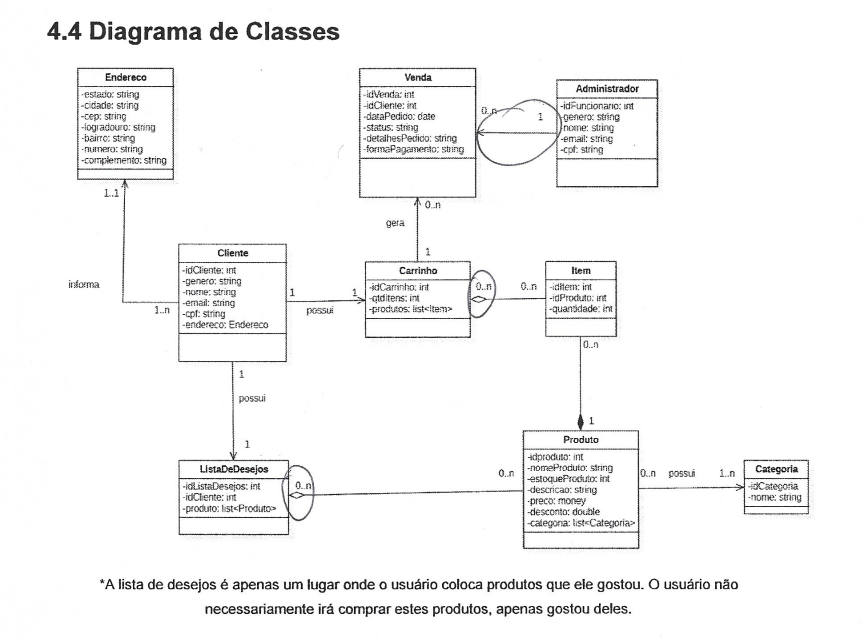 4.4 Diagrama de Classes
Endereco
-estado: string
-cidade: string
-cep: string
-logradouro: string
-bairro: string
-numero: string
-complemento: string
Venda
-idVenda: int
-idCliente: int
-dataPedido: date
-status: string
-detalhesPedido: string
-formaPagamento: string
Administrador
-idFuncionario: int
-genero: string
-nome: string
-email: string
-cpf: string
0..n
1
1..1
informa
1..n
0..n
gera
1
Cliente
-idCliente: int
-genero: string
-nome: string
-email: string
-cpf: string
-endereco: Endereco
1
possui
1
Carrinho
-idCarrinho: int
-qtdItens: int
-produtos: list<Item>
0..n
0..n
Item
-idItem: int
-idProduto: int
-quantidade: int
0..n
1
1
possui
1
ListaDeDesejos
-idListaDesejos: int
-idCliente: int
-produto: list<Produto>
0..n
0..n
Produto
-idproduto: int
-nomeProduto: string
-estoqueProduto: int
-descricao: string
-preco: money
-desconto: double
-categoria: list<Categoria>
0..n
possui
1..n
Categoria
-idCategoria
-nome: string
*A lista de desejos é apenas um lugar onde o usuário coloca produtos que ele gostou. O usuário não
necessariamente irá comprar estes produtos, apenas gostou deles.